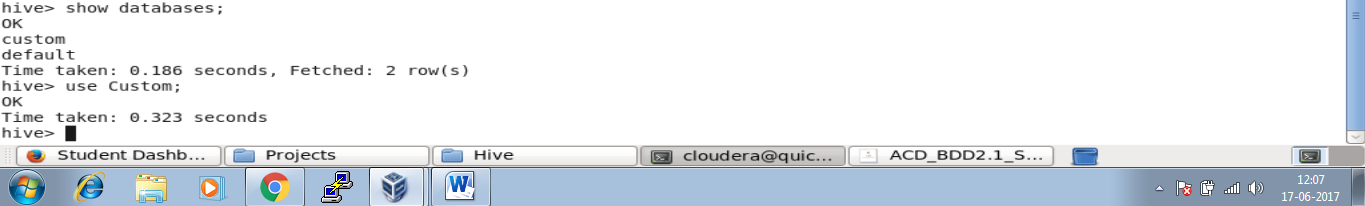 hive> show databases;
OK
custom
default
Time taken: 0.186 seconds, Fetched: 2 row(s)
hive> use Custom;
OK
Time taken: 0.323 seconds
hive>
Student Dashb... Projects Hive cloudera@quic... ACD_BDD2.1_S...
12:07
17-06-2017